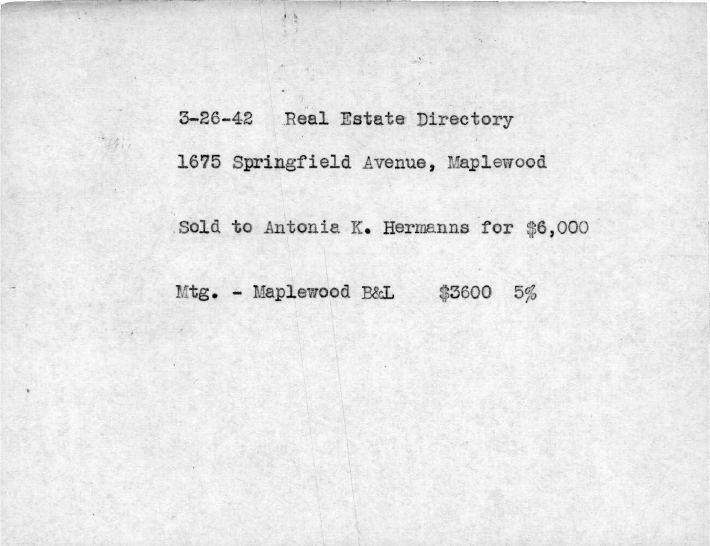 3-26-42 Real Estate Directory
1675 Springfield Avenue, Maplewood
Sold to Antonia K. Hermanns for $6,000
Mtg. - Maplewood B&L $3600 5%